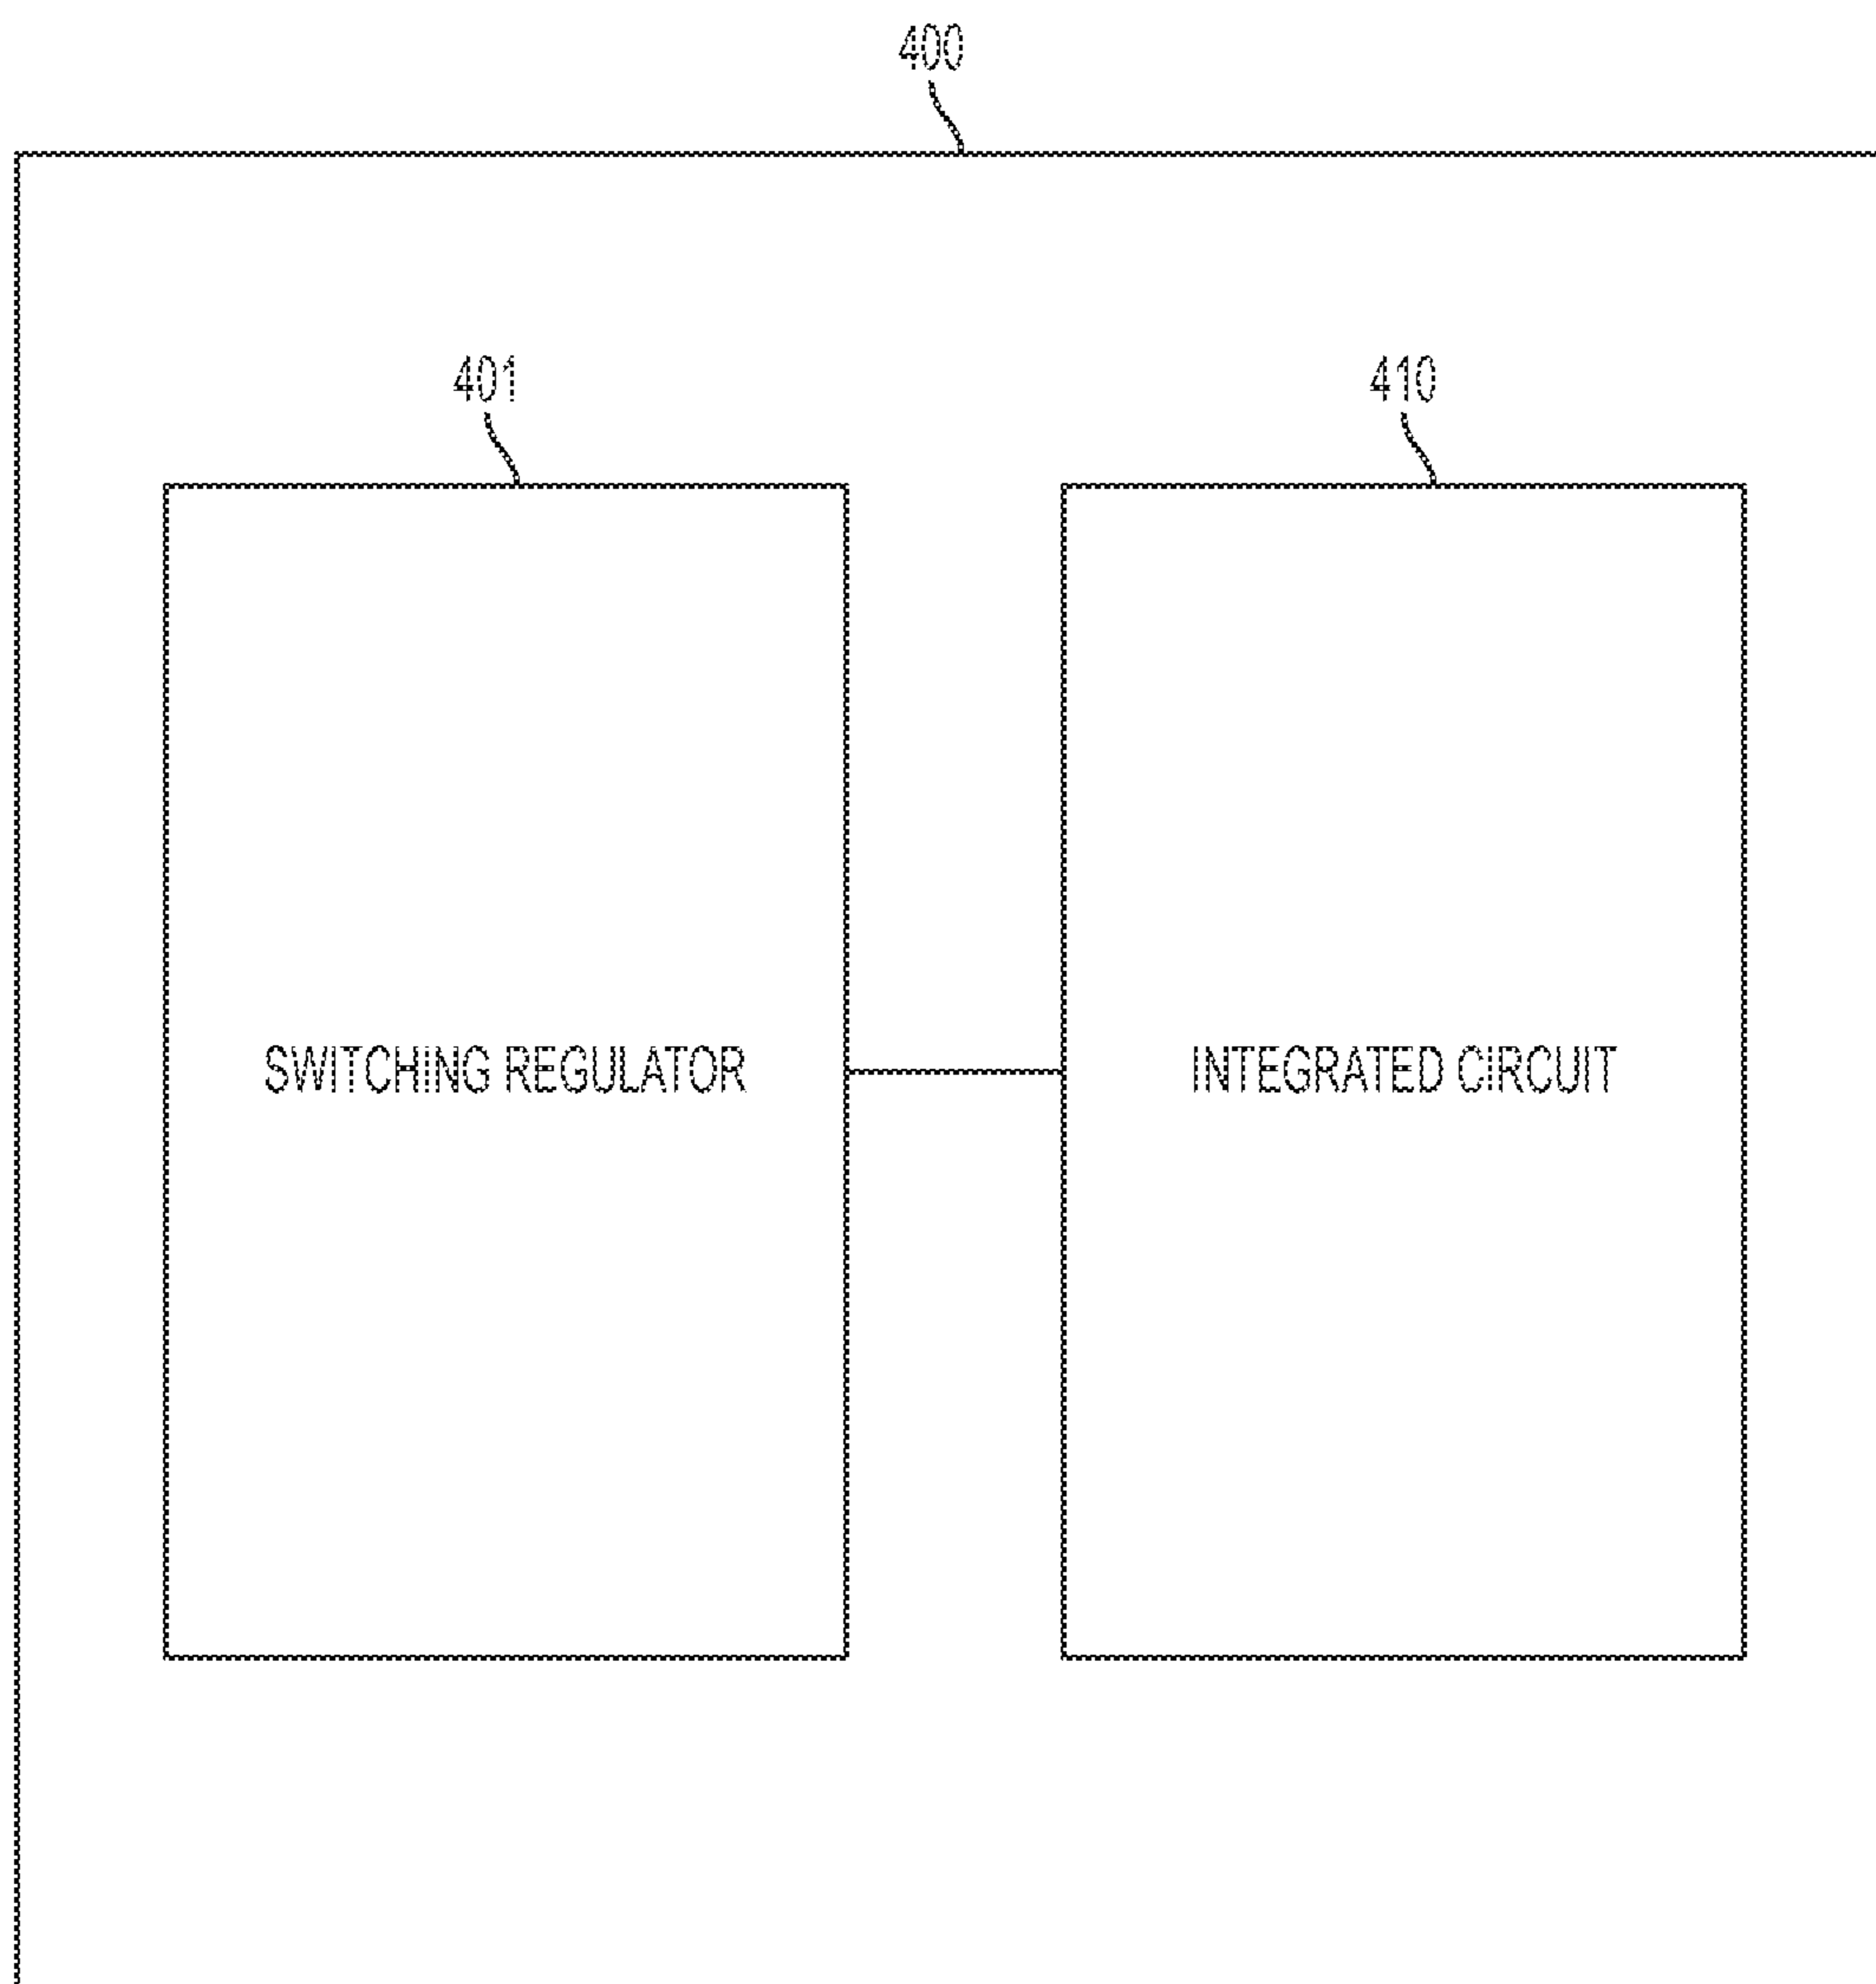 400
401
410
SWITCHING REGULATOR
INTEGRATED CIRCUIT